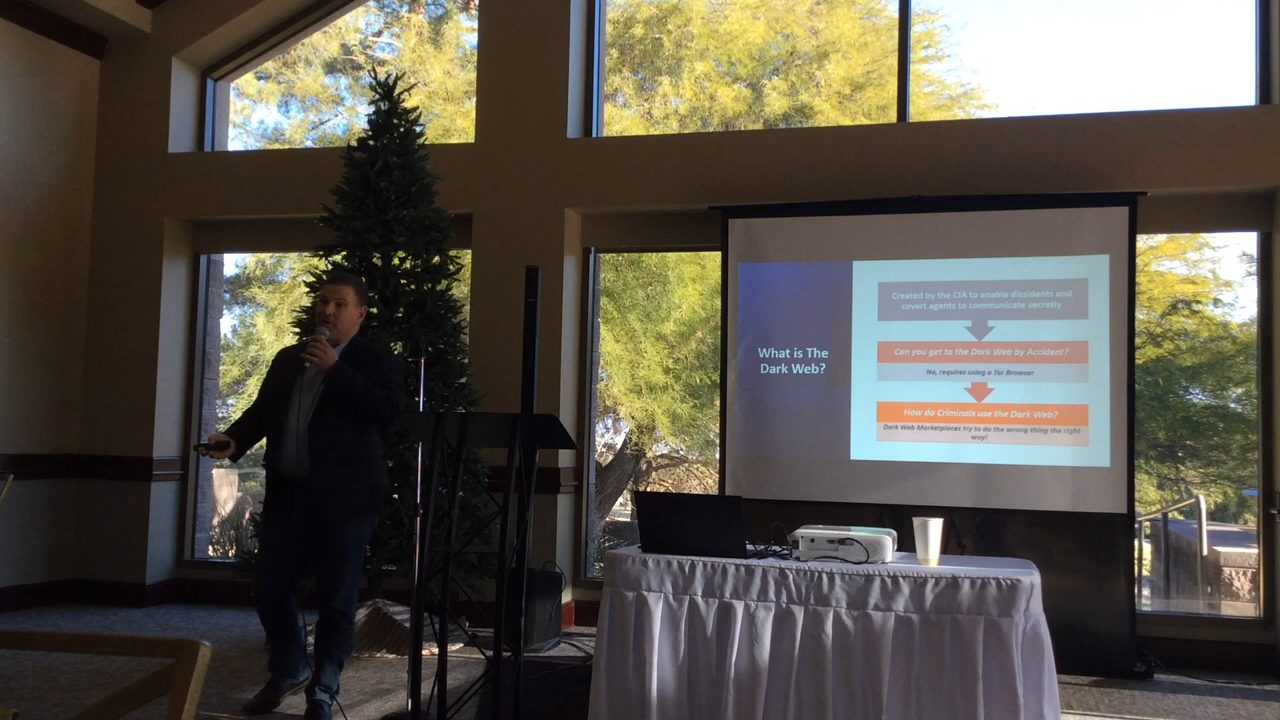 What is The
Dark Web?
Created by the CIA to enable dissidents and
covert agents to communicate secretly
Can you get to the Dark Web by Accident?
No, requires using a Tor Browser
How do Criminals use the Dark Web?
Dark Web Marketplaces try to do the wrong thing the right
way!